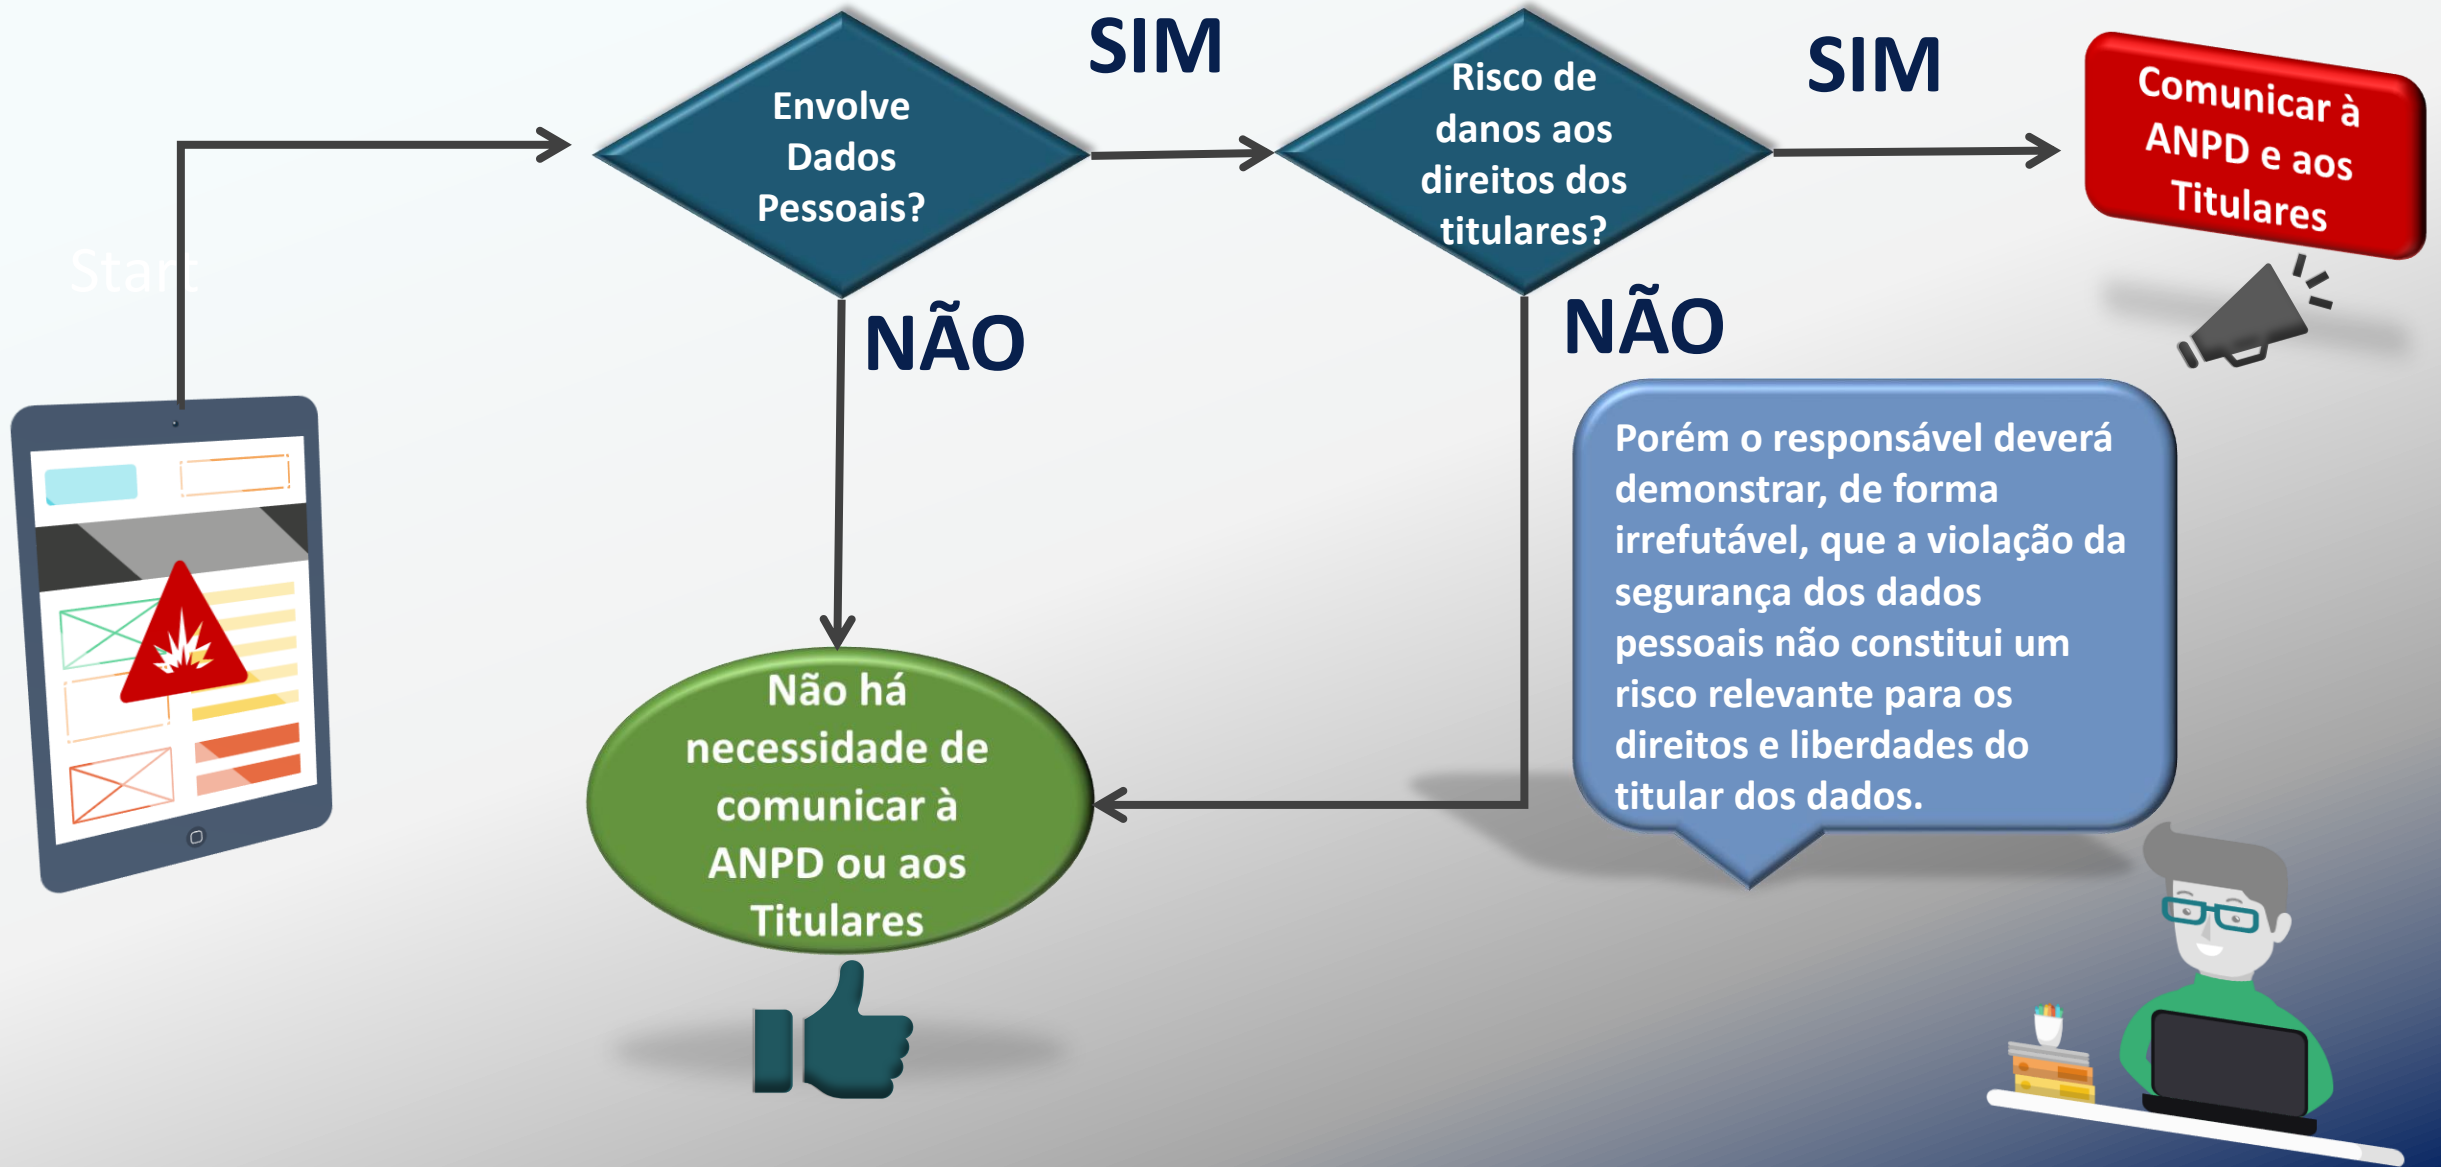 Start
Envolve
Dados
Pessoais?
SIM
NÃO
Risco de
danos aos
direitos dos
titulares?
SIM
NÃO
Comunicar à
ANPD e aos
Titulares
Porém o responsável deverá
demonstrar, de forma
irrefutável, que a violação da
segurança dos dados
pessoais não constitui um
risco relevante para os
direitos e liberdades do
titular dos dados.
Não há
necessidade de
comunicar à
ANPD ou aos
Titulares